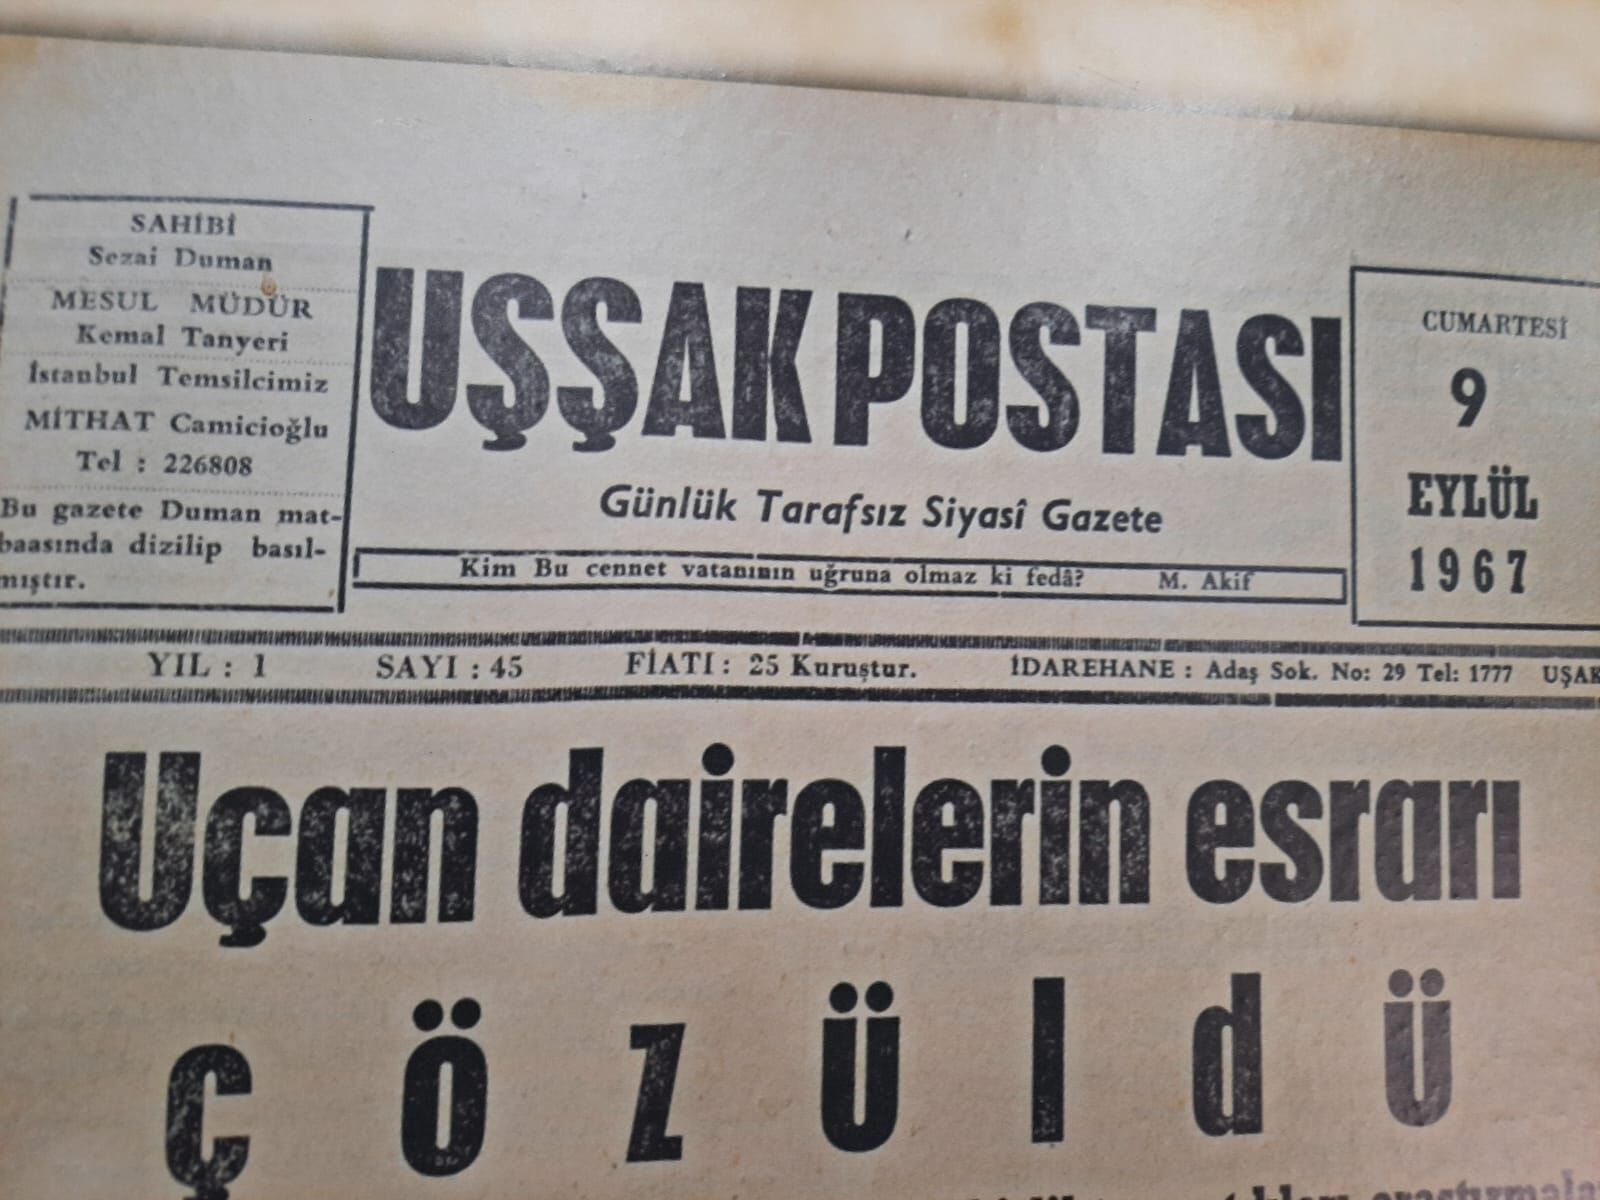 SAHİBİ
Sezai Duman
MESUL MÜDÜR
Kemal Tanyeri
İstanbul Temsilcimiz
MİTHAT Camicioğlu
Tel : 226808
Bu gazete Duman mat-
baasında dizilip basıl-
mıştır.
UŞŞAK POSTASI
Günlük Tarafsız Siyasî Gazete
Kim Bu cennet vatanının uğruna olmaz ki fedâ? M. Akif
CUMARTESİ
9
EYLÜL
1967
YIL : 1 SAYI : 45 FİATI : 25 Kuruştur. İDAREHANE : Adaş Sok. No: 29 Tel: 1777 UŞAK
Uçan dairelerin esrarı
ÇÖZÜldÜ